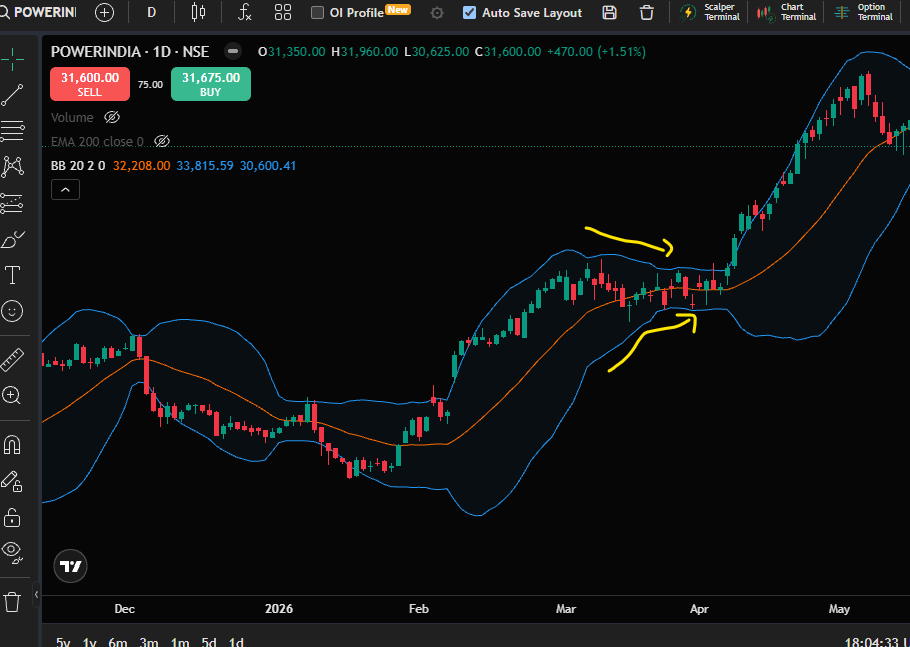 POWERIN D OI Profile New Auto Save Layout Scalper Terminal Chart Terminal Option Terminal
POWERINDIA · 1D · NSE O31,350.00 H31,960.00 L30,625.00 C31,600.00 +470.00 (+1.51%)
31,600.00 SELL 75.00 31,675.00 BUY
Volume
EMA 200 close 0
BB 20 2 0 32,208.00 33,815.59 30,600.41
Dec 2026 Feb Mar Apr May
5y 1y 6m 3m 1m 5d 1d 18:04:33